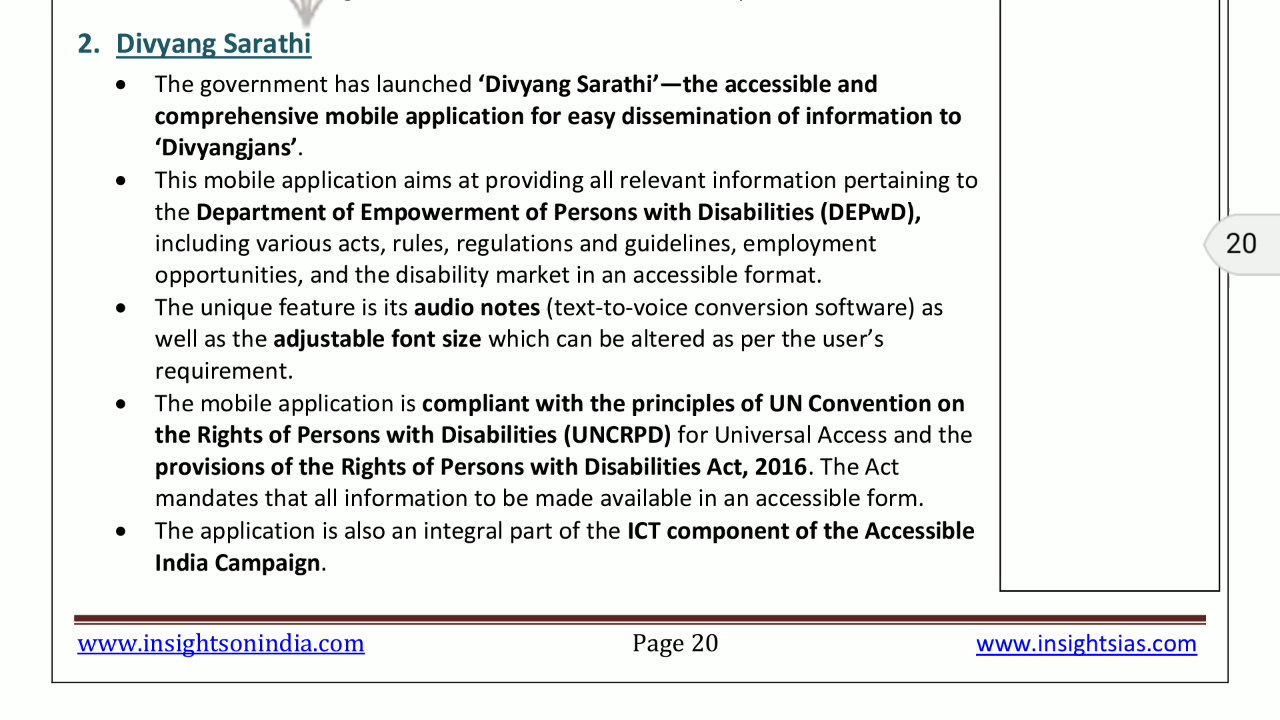 2. Divyang Sarathi
• The government has launched ‘Divyang Sarathi’—the accessible and
comprehensive mobile application for easy dissemination of information to
‘Divyangjans’.
• This mobile application aims at providing all relevant information pertaining to
the Department of Empowerment of Persons with Disabilities (DEPwD),
including various acts, rules, regulations and guidelines, employment
opportunities, and the disability market in an accessible format.
• The unique feature is its audio notes (text-to-voice conversion software) as
well as the adjustable font size which can be altered as per the user’s
requirement.
• The mobile application is compliant with the principles of UN Convention on
the Rights of Persons with Disabilities (UNCRPD) for Universal Access and the
provisions of the Rights of Persons with Disabilities Act, 2016. The Act
mandates that all information to be made available in an accessible form.
• The application is also an integral part of the ICT component of the Accessible
India Campaign.
20
www.insightsonindia.com Page 20 www.insightsias.com